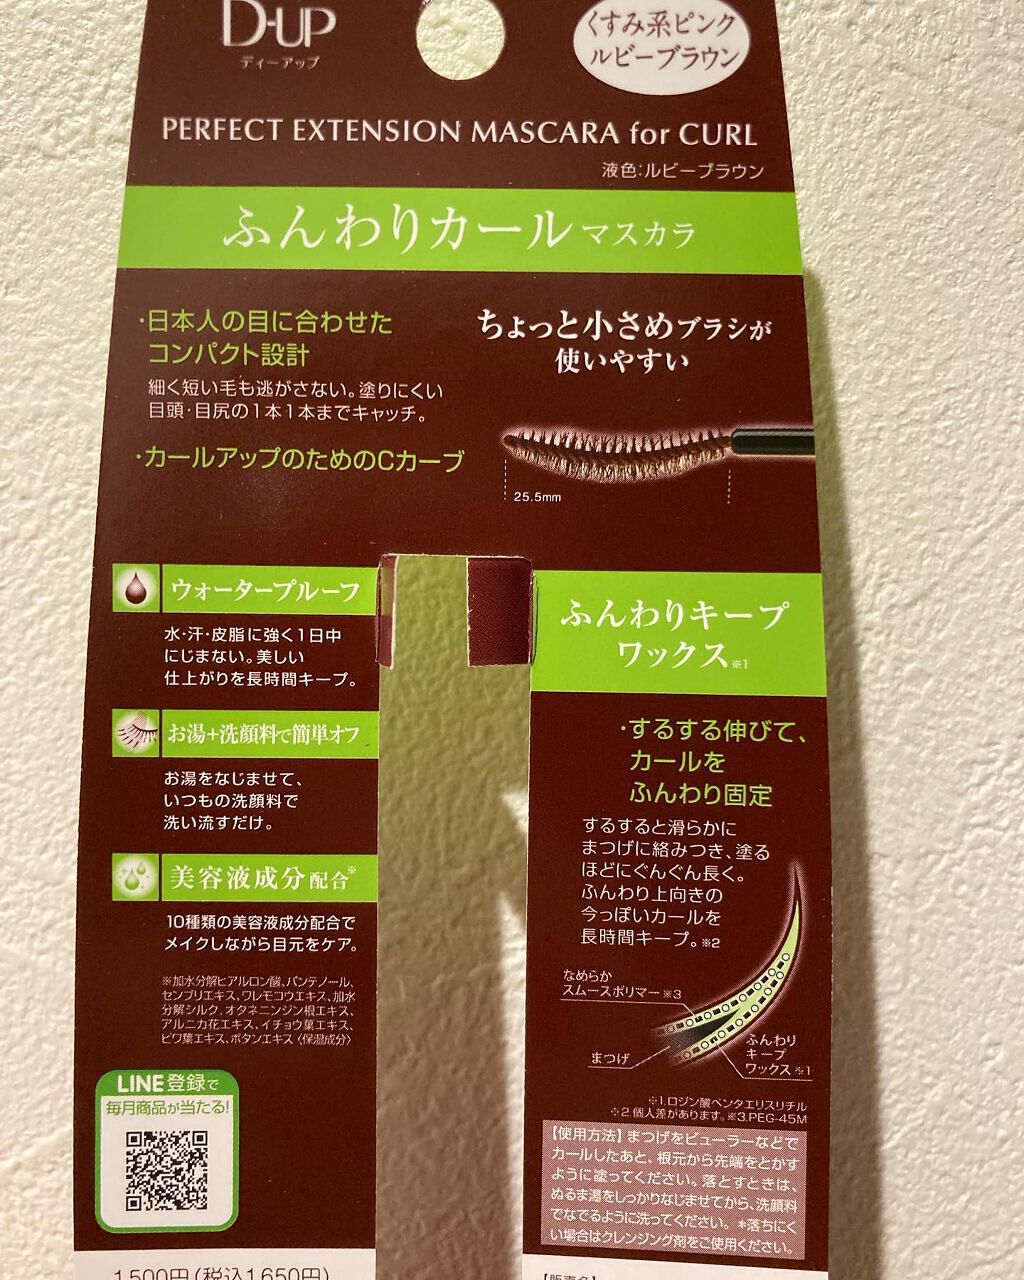 D-UP
ディーアップ
くすみ系ピンク
ルビーブラウン
PERFECT EXTENSION MASCARA for CURL
液色:ルビーブラウン
ふんわりカールマスカラ
・日本人の目に合わせた
コンパクト設計
細く短い毛も逃がさない。塗りにくい
目頭・目尻の1本1本までキャッチ。
・カールアップのためのCカーブ
ちょっと小さめブラシが
使いやすい
25.5mm
ウォータープルーフ
水・汗・皮脂に強く1日中
にじまない。美しい
仕上がりを長時間キープ。
お湯+洗顔料で簡単オフ
お湯をなじませて、
いつもの洗顔料で
洗い流すだけ。
美容液成分配合※
10種類の美容液成分配合で
メイクしながら目元をケア。
※加水分解ヒアルロン酸、パンテノール、
センブリエキス、ワレモコウエキス、加水
分解シルク、オタネニンジン根エキス、
アルニカ花エキス、イチョウ葉エキス、
ビワ葉エキス、ボタンエキス〈保湿成分〉
LINE登録で
毎月商品が当たる!
1,500円(税込1,650円)
ふんわりキープ
ワックス※1
・するする伸びて、
カールを
ふんわり固定
するすると滑らかに
まつげに絡みつき、塗る
ほどにぐんぐん長く。
ふんわり上向きの
今っぽいカールを
長時間キープ。※2
なめらか
スムースポリマー※3
まつげ
ふんわり
キープ
ワックス※1
※1.ロジン酸ペンタエリスリチル
※2.個人差があります。※3.PEG-45M
【使用方法】まつげをビューラーなどで
カールしたあと、根元から先端をとかす
ように塗ってください。落とすときは、
ぬるま湯をしっかりなじませてから、洗顔料
でなでるように洗ってください。*落ちにく
い場合はクレンジング剤をご使用ください。
【販売名】